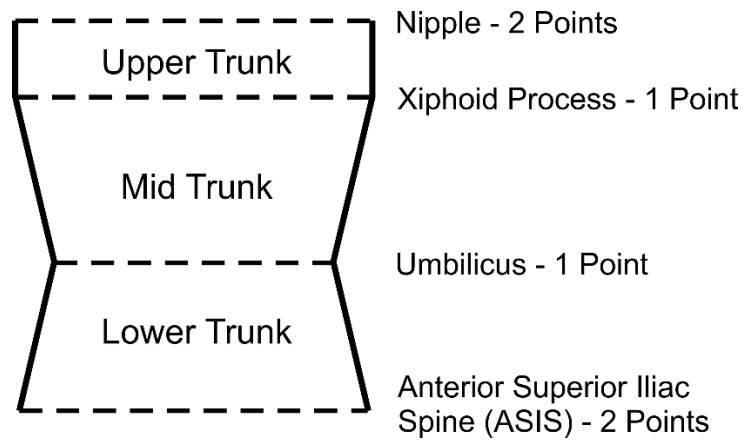 Nipple - 2 Points
Upper Trunk
Xiphoid Process - 1 Point
Mid Trunk
Umbilicus - 1 Point
Lower Trunk
Anterior Superior Iliac
Spine (ASIS) - 2 Points